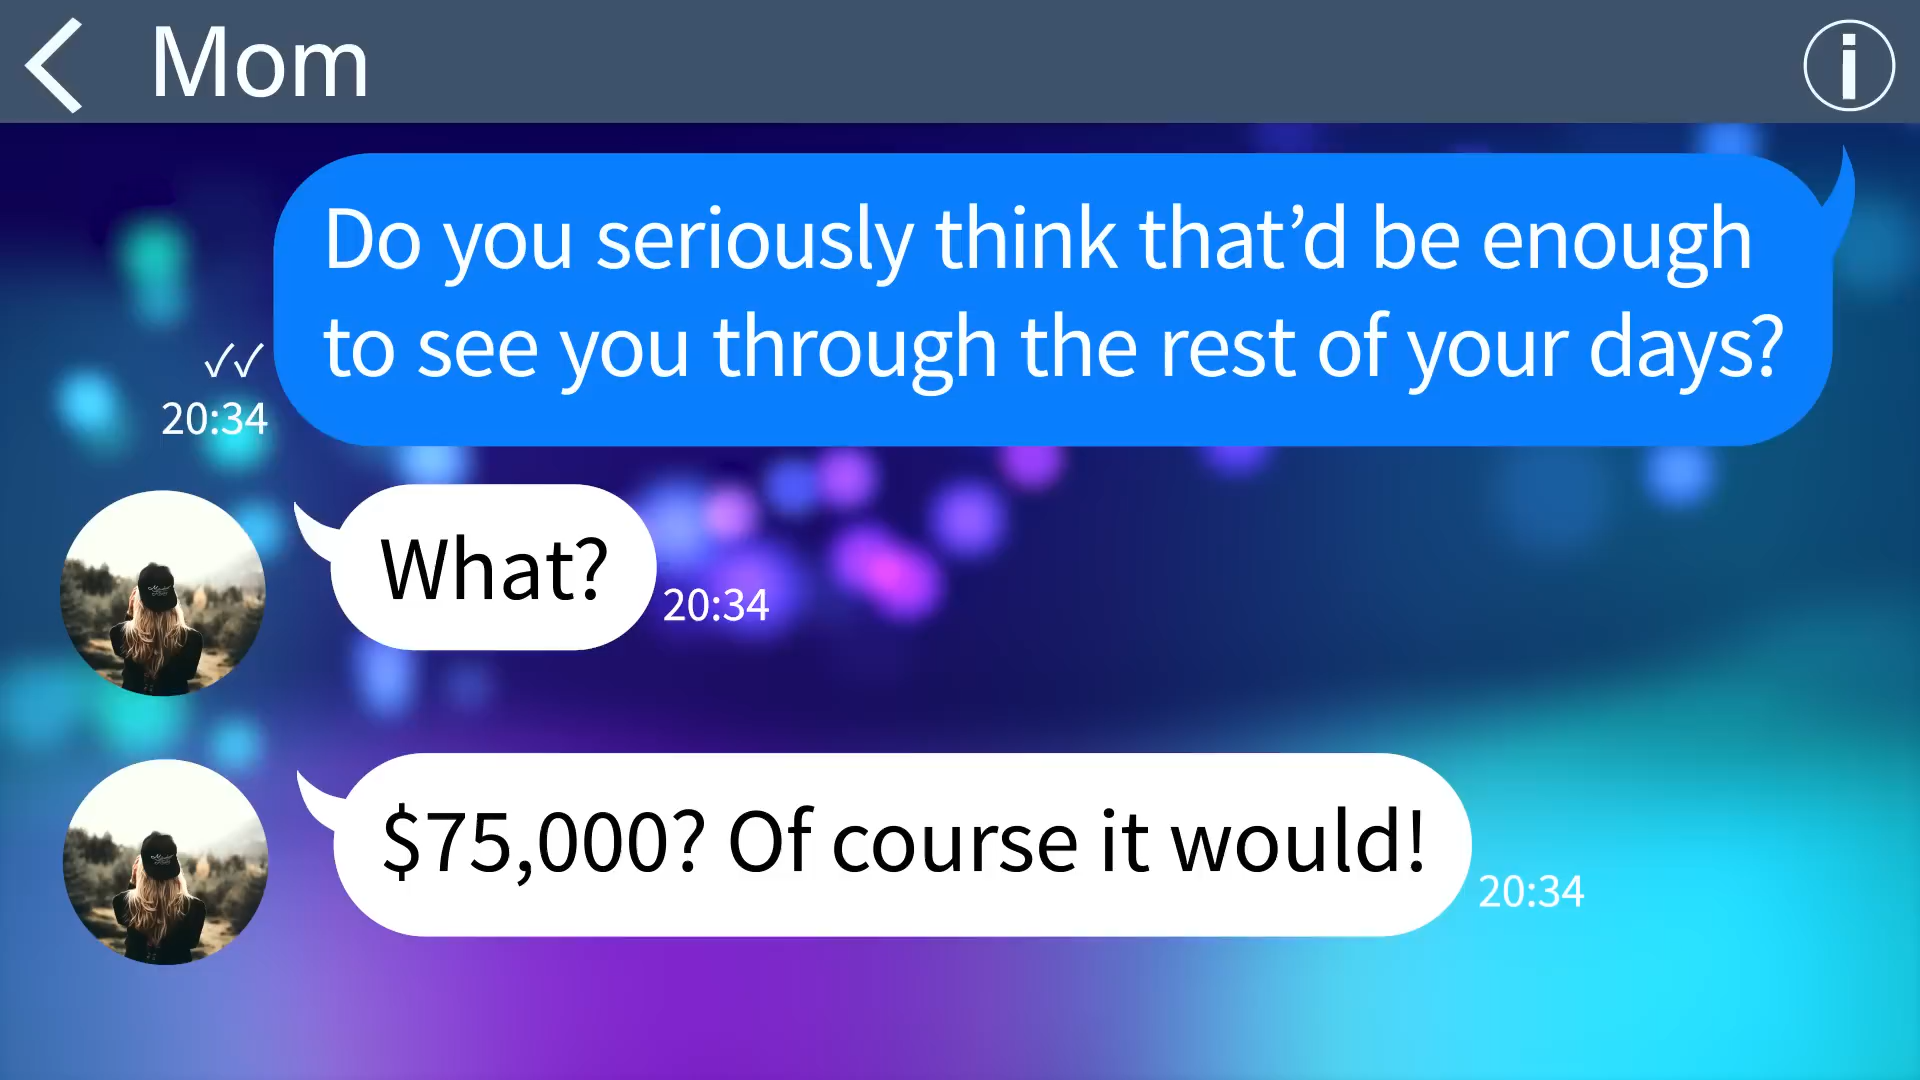 Mom
Do you seriously think that’d be enough
to see you through the rest of your days?
20:34
What?
20:34
$75,000? Of course it would!
20:34